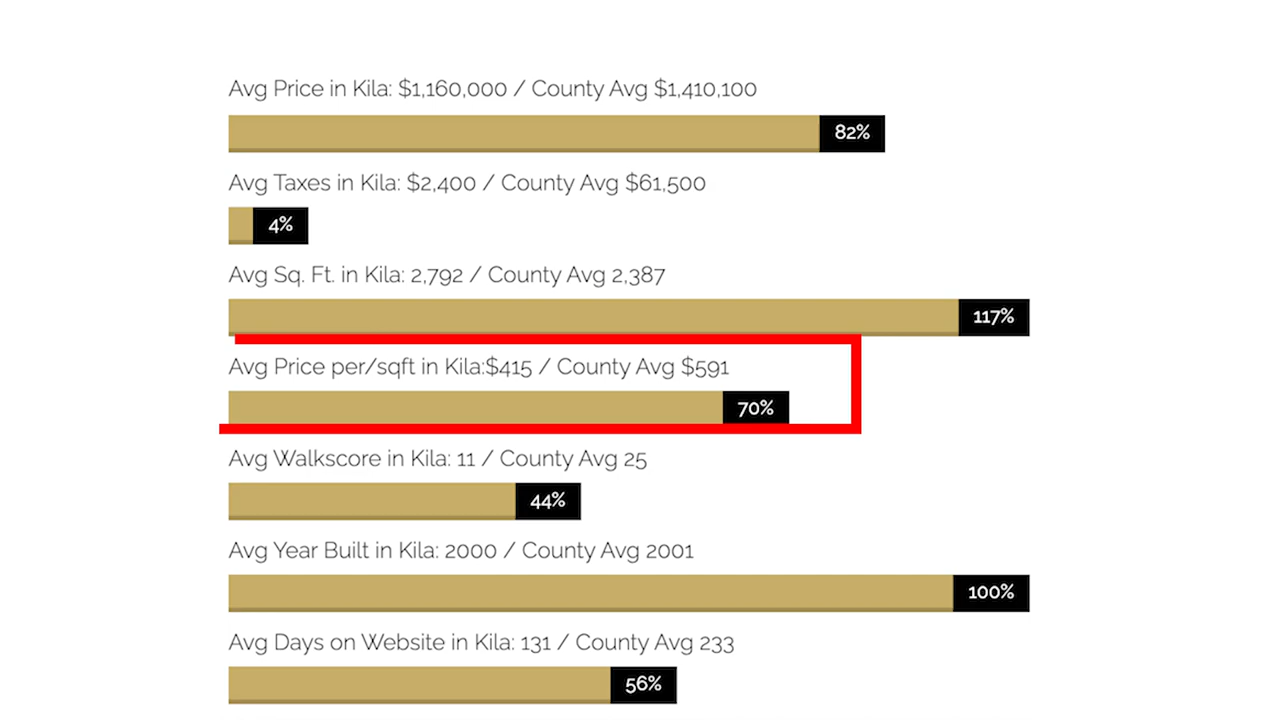 Avg Price in Kila: $1,160,000 / County Avg $1,410,100
82%
Avg Taxes in Kila: $2,400 / County Avg $61,500
4%
Avg Sq. Ft. in Kila: 2,792 / County Avg 2,387
117%
Avg Price per/sqft in Kila:$415 / County Avg $591
70%
Avg Walkscore in Kila: 11 / County Avg 25
44%
Avg Year Built in Kila: 2000 / County Avg 2001
100%
Avg Days on Website in Kila: 131 / County Avg 233
56%